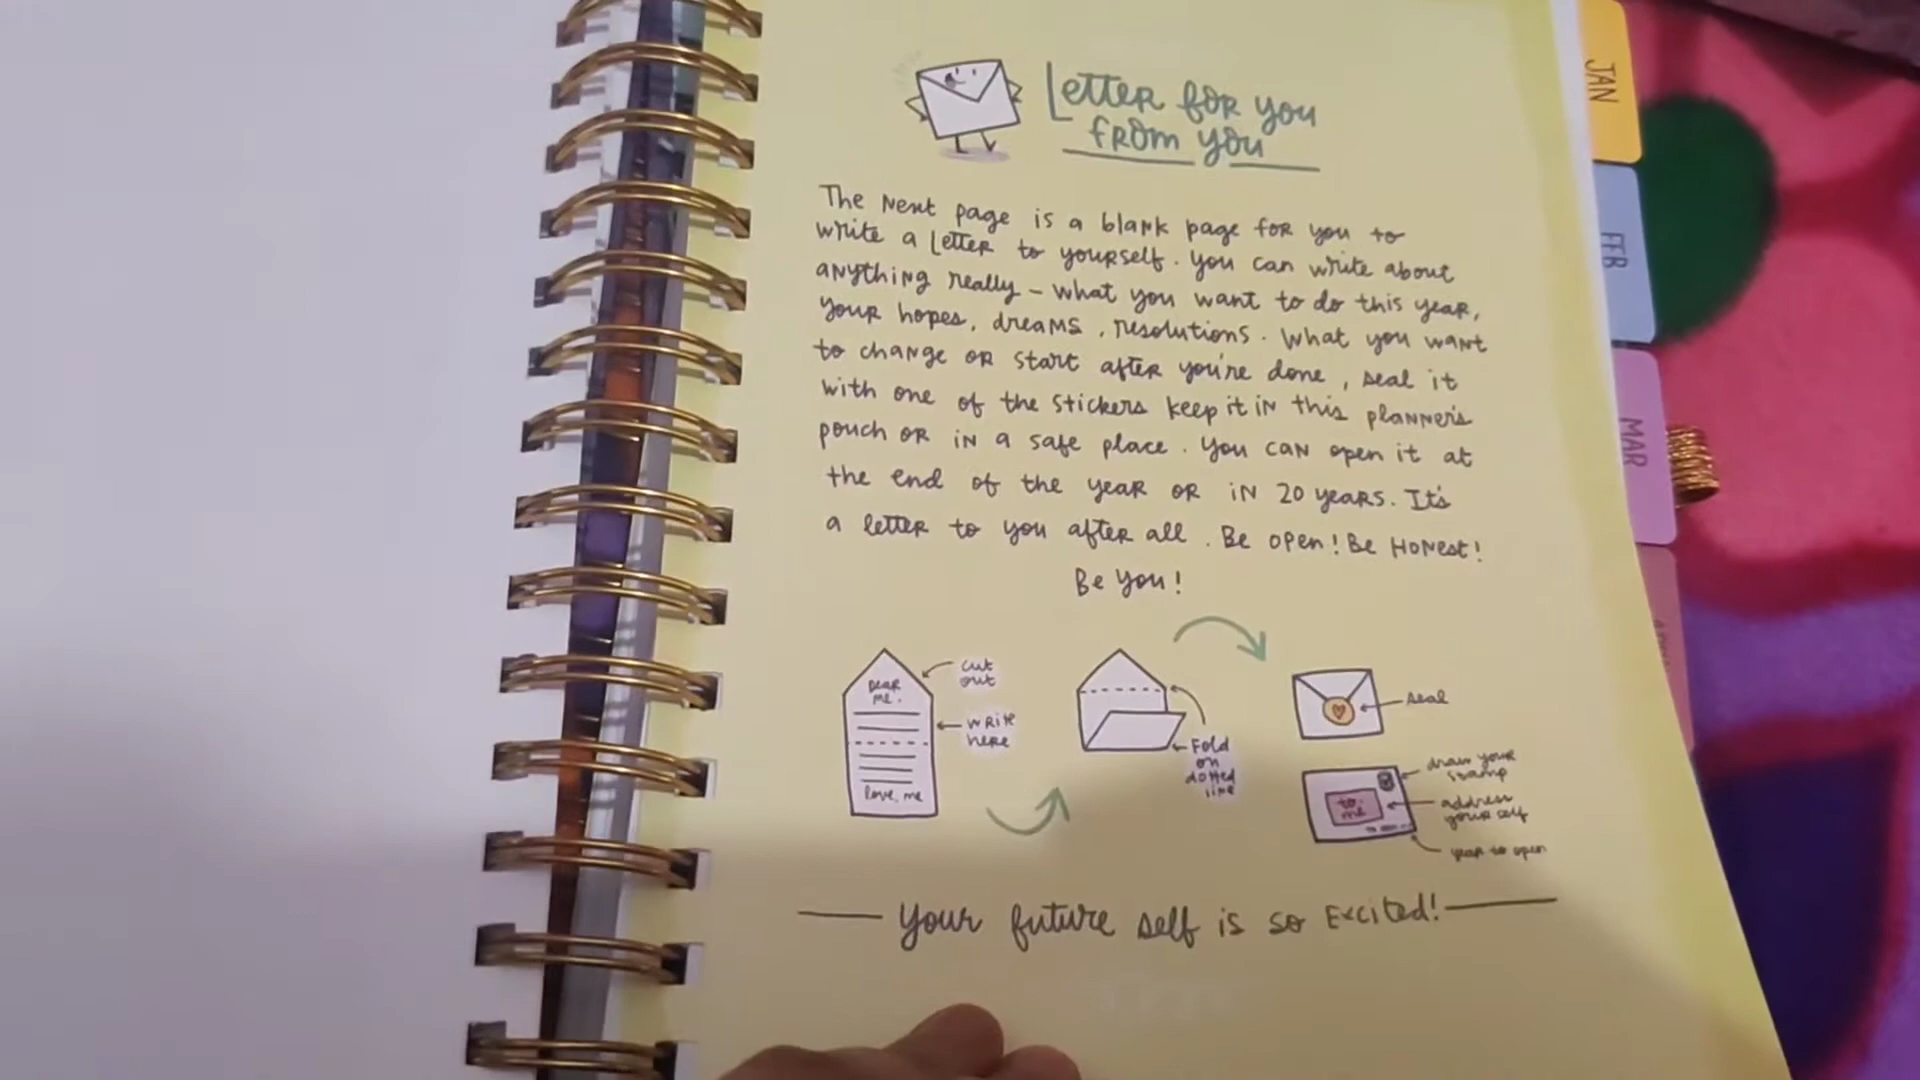 Letter for you
from you
The Next page is a blank page for you to
write a Letter to yourself. You can write about
anything really - what you want to do this year,
your hopes, dreams, resolutions. What you want
to change or start after you're done, seal it
with one of the stickers keep it in this planner's
pouch or in a safe place. You can open it at
the end of the year or in 20 years. It's
a letter to you after all. Be open! Be Honest!
Be You!
Dear
me,
love, me
cut
out
write
here
Fold
on
dotted
line
seal
to
me
draw your
stamp
address
yourself
year to open
Your future self is so Excited!
JAN
FEB
MAR